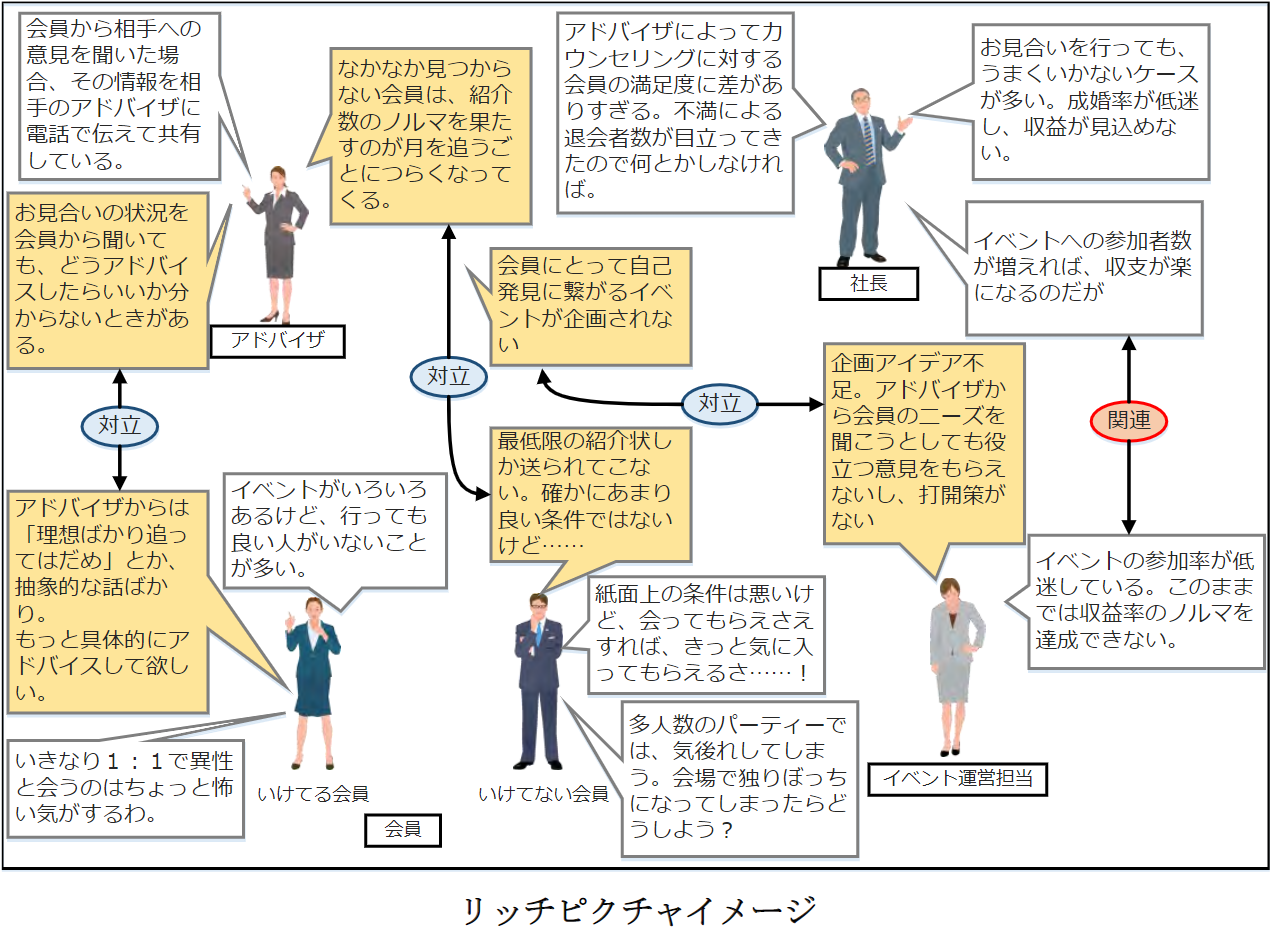 会員から相手への
意見を聞いた場
合、その情報を相
手のアドバイザに
電話で伝えて共有
している。
なかなか見つから
ない会員は、紹介
数のノルマを果た
すのが月を追うご
とにつらくなって
くる。
アドバイザによってカ
ウンセリングに対する
会員の満足度に差があ
りすぎる。不満による
退会者数が目立ってき
たので何とかしなけれ
ば。
お見合いを行っても、
うまくいかないケース
が多い。成婚率が低迷
し、収益が見込めな
い。
お見合いの状況を
会員から聞いて
も、どうアドバイ
スしたらいいか分
からないときがあ
る。
アドバイザ
会員にとって自己
発見に繋がるイベ
ントが企画されな
い
社長
イベントへの参加者数
が増えれば、収支が楽
になるのだが
対立
対立
対立
関連
企画アイデア不
足。アドバイザか
ら会員のニーズを
聞こうとしても役
立つ意見をもらえ
ないし、打開策が
ない
アドバイザからは
「理想ばかり追っ
てはだめ」とか、
抽象的な話ばか
り。
もっと具体的にア
ドバイスして欲し
い。
イベントがいろいろ
あるけど、行っても
良い人がいないこと
が多い。
最低限の紹介状し
か送られてこな
い。確かにあまり
良い条件ではない
けど……
紙面上の条件は悪いけ
ど、会ってもらえさえ
すれば、きっと気に入
ってもらえるさ……！
イベントの参加率が低
迷している。このまま
では収益率のノルマを
達成できない。
いきなり１：１で異性
と会うのはちょっと怖
い気がするわ。
多人数のパーティーで
は、気後れしてしま
う。会場で独りぼっち
になってしまったらど
うしよう？
いけてる会員
いけてない会員
会員
イベント運営担当
リッチピクチャイメージ